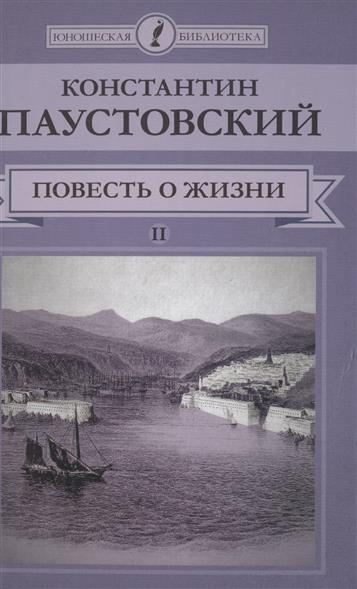 ЮНОШЕСКАЯ БИБЛИОТЕКА
КОНСТАНТИН
ПАУСТОВСКИЙ
ПОВЕСТЬ О ЖИЗНИ
II